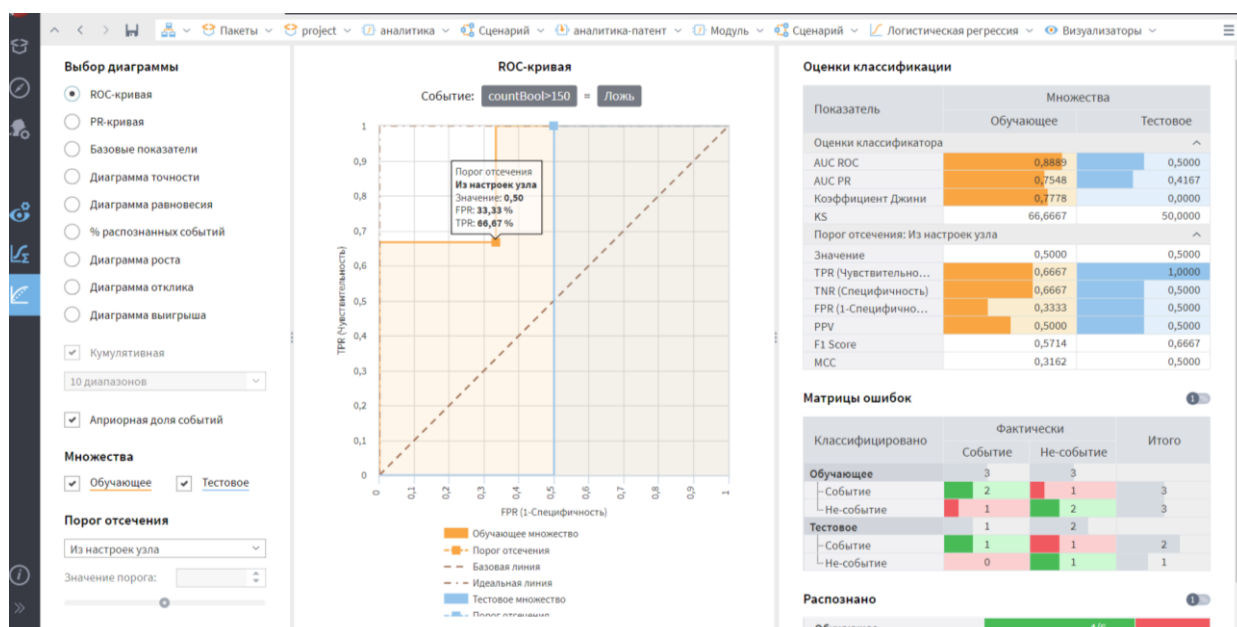 Пакеты project аналитика Сценарий аналитика-патент Модуль Сценарий Логистическая регрессия Визуализаторы
Выбор диаграммы
ROC-кривая
PR-кривая
Базовые показатели
Диаграмма точности
Диаграмма равновесия
% распознанных событий
Диаграмма роста
Диаграмма отклика
Диаграмма выигрыша
Кумулятивная
10 диапазонов
Априорная доля событий
Множества
Обучающее Тестовое
Порог отсечения
Из настроек узла
Значение порога:
ROC-кривая
Событие: countBool>150 = Ложь
TPR (Чувствительность)
1
0,9
0,8
0,7
0,6
0,5
0,4
0,3
0,2
0,1
0
Порог отсечения
Из настроек узла
Значение: 0,50
FPR: 33,33 %
TPR: 66,67 %
0 0,1 0,2 0,3 0,4 0,5 0,6 0,7 0,8 0,9 1
FPR (1-Специфичность)
Обучающее множество
Порог отсечения
Базовая линия
Идеальная линия
Тестовое множество
Порог отсечения
Оценки классификации
Показатель Множества
Обучающее Тестовое
Оценки классификатора
AUC ROC 0,8889 0,5000
AUC PR 0,7548 0,4167
Коэффициент Джини 0,7778 0,0000
KS 66,6667 50,0000
Порог отсечения: Из настроек узла
Значение 0,5000 0,5000
TPR (Чувствительно... 0,6667 1,0000
TNR (Специфичность) 0,6667 0,5000
FPR (1-Специфично... 0,3333 0,5000
PPV 0,5000 0,5000
F1 Score 0,5714 0,6667
MCC 0,3162 0,5000
Матрицы ошибок 1
Классифицировано Фактически Итого
Событие Не-событие
Обучающее 3 3
Событие 2 1 3
Не-событие 1 2 3
Тестовое 1 2
Событие 1 1 2
Не-событие 0 1 1
Распознано 1
Обучающее 4/6